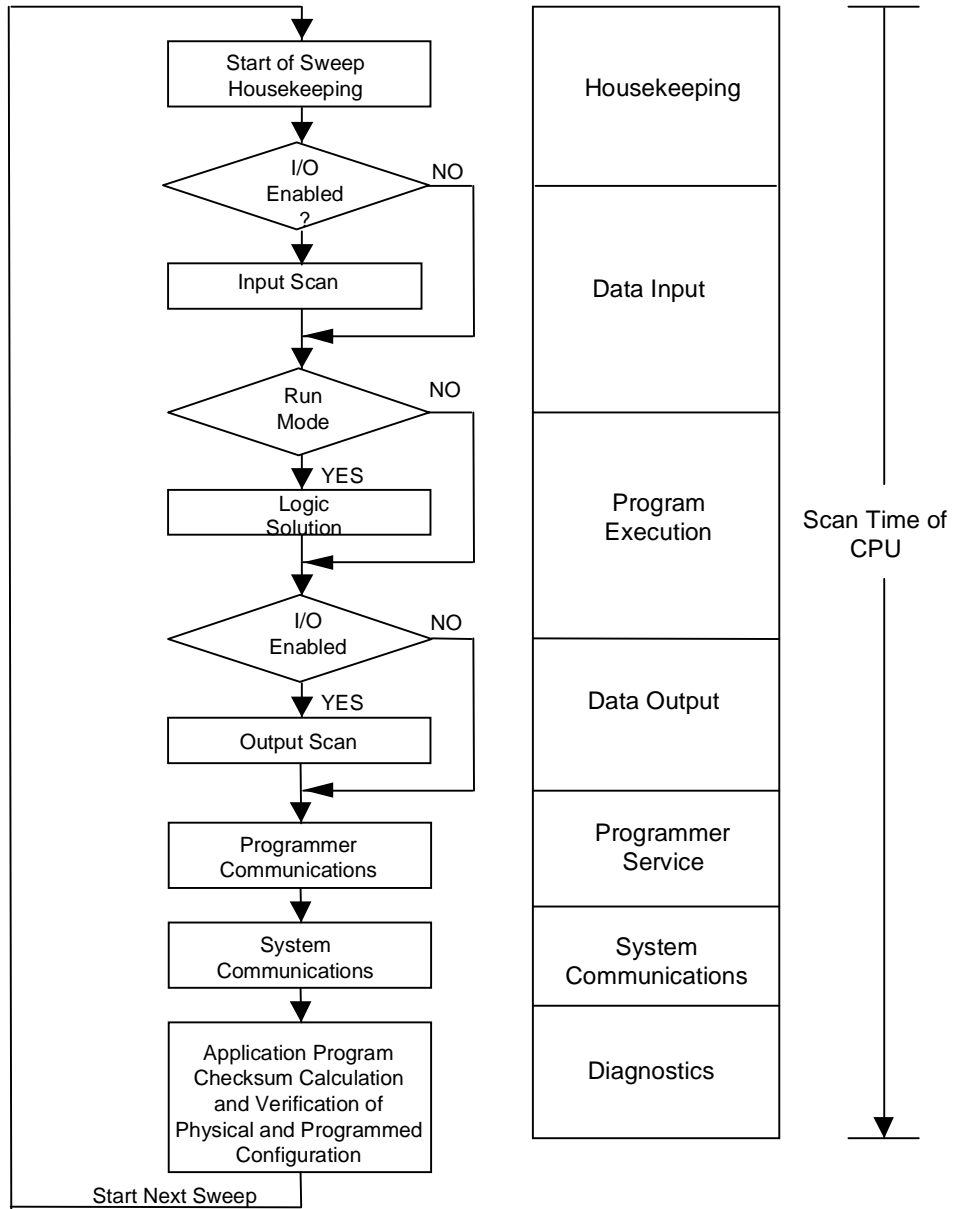 Start of Sweep
Housekeeping
I/O
Enabled
?
NO
Input Scan
Run
Mode
NO
YES
Logic
Solution
I/O
Enabled
NO
YES
Output Scan
Programmer
Communications
System
Communications
Application Program
Checksum Calculation
and Verification of
Physical and Programmed
Configuration
Start Next Sweep
Housekeeping
Data Input
Program
Execution
Data Output
Programmer
Service
System
Communications
Diagnostics
Scan Time of
CPU